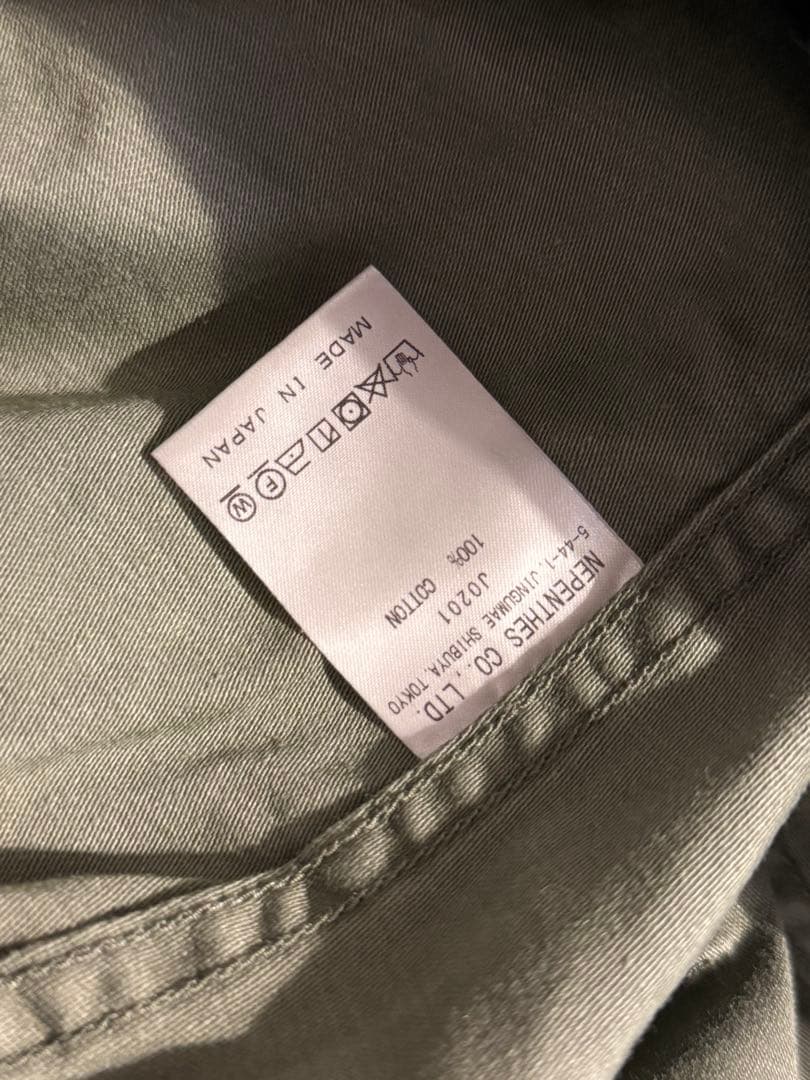 NEPENTHES CO., LTD.
5-44-1, JINGUMAE SHIBUYA, TOKYO
J0201
100% COTTON
F W
MADE IN JAPAN